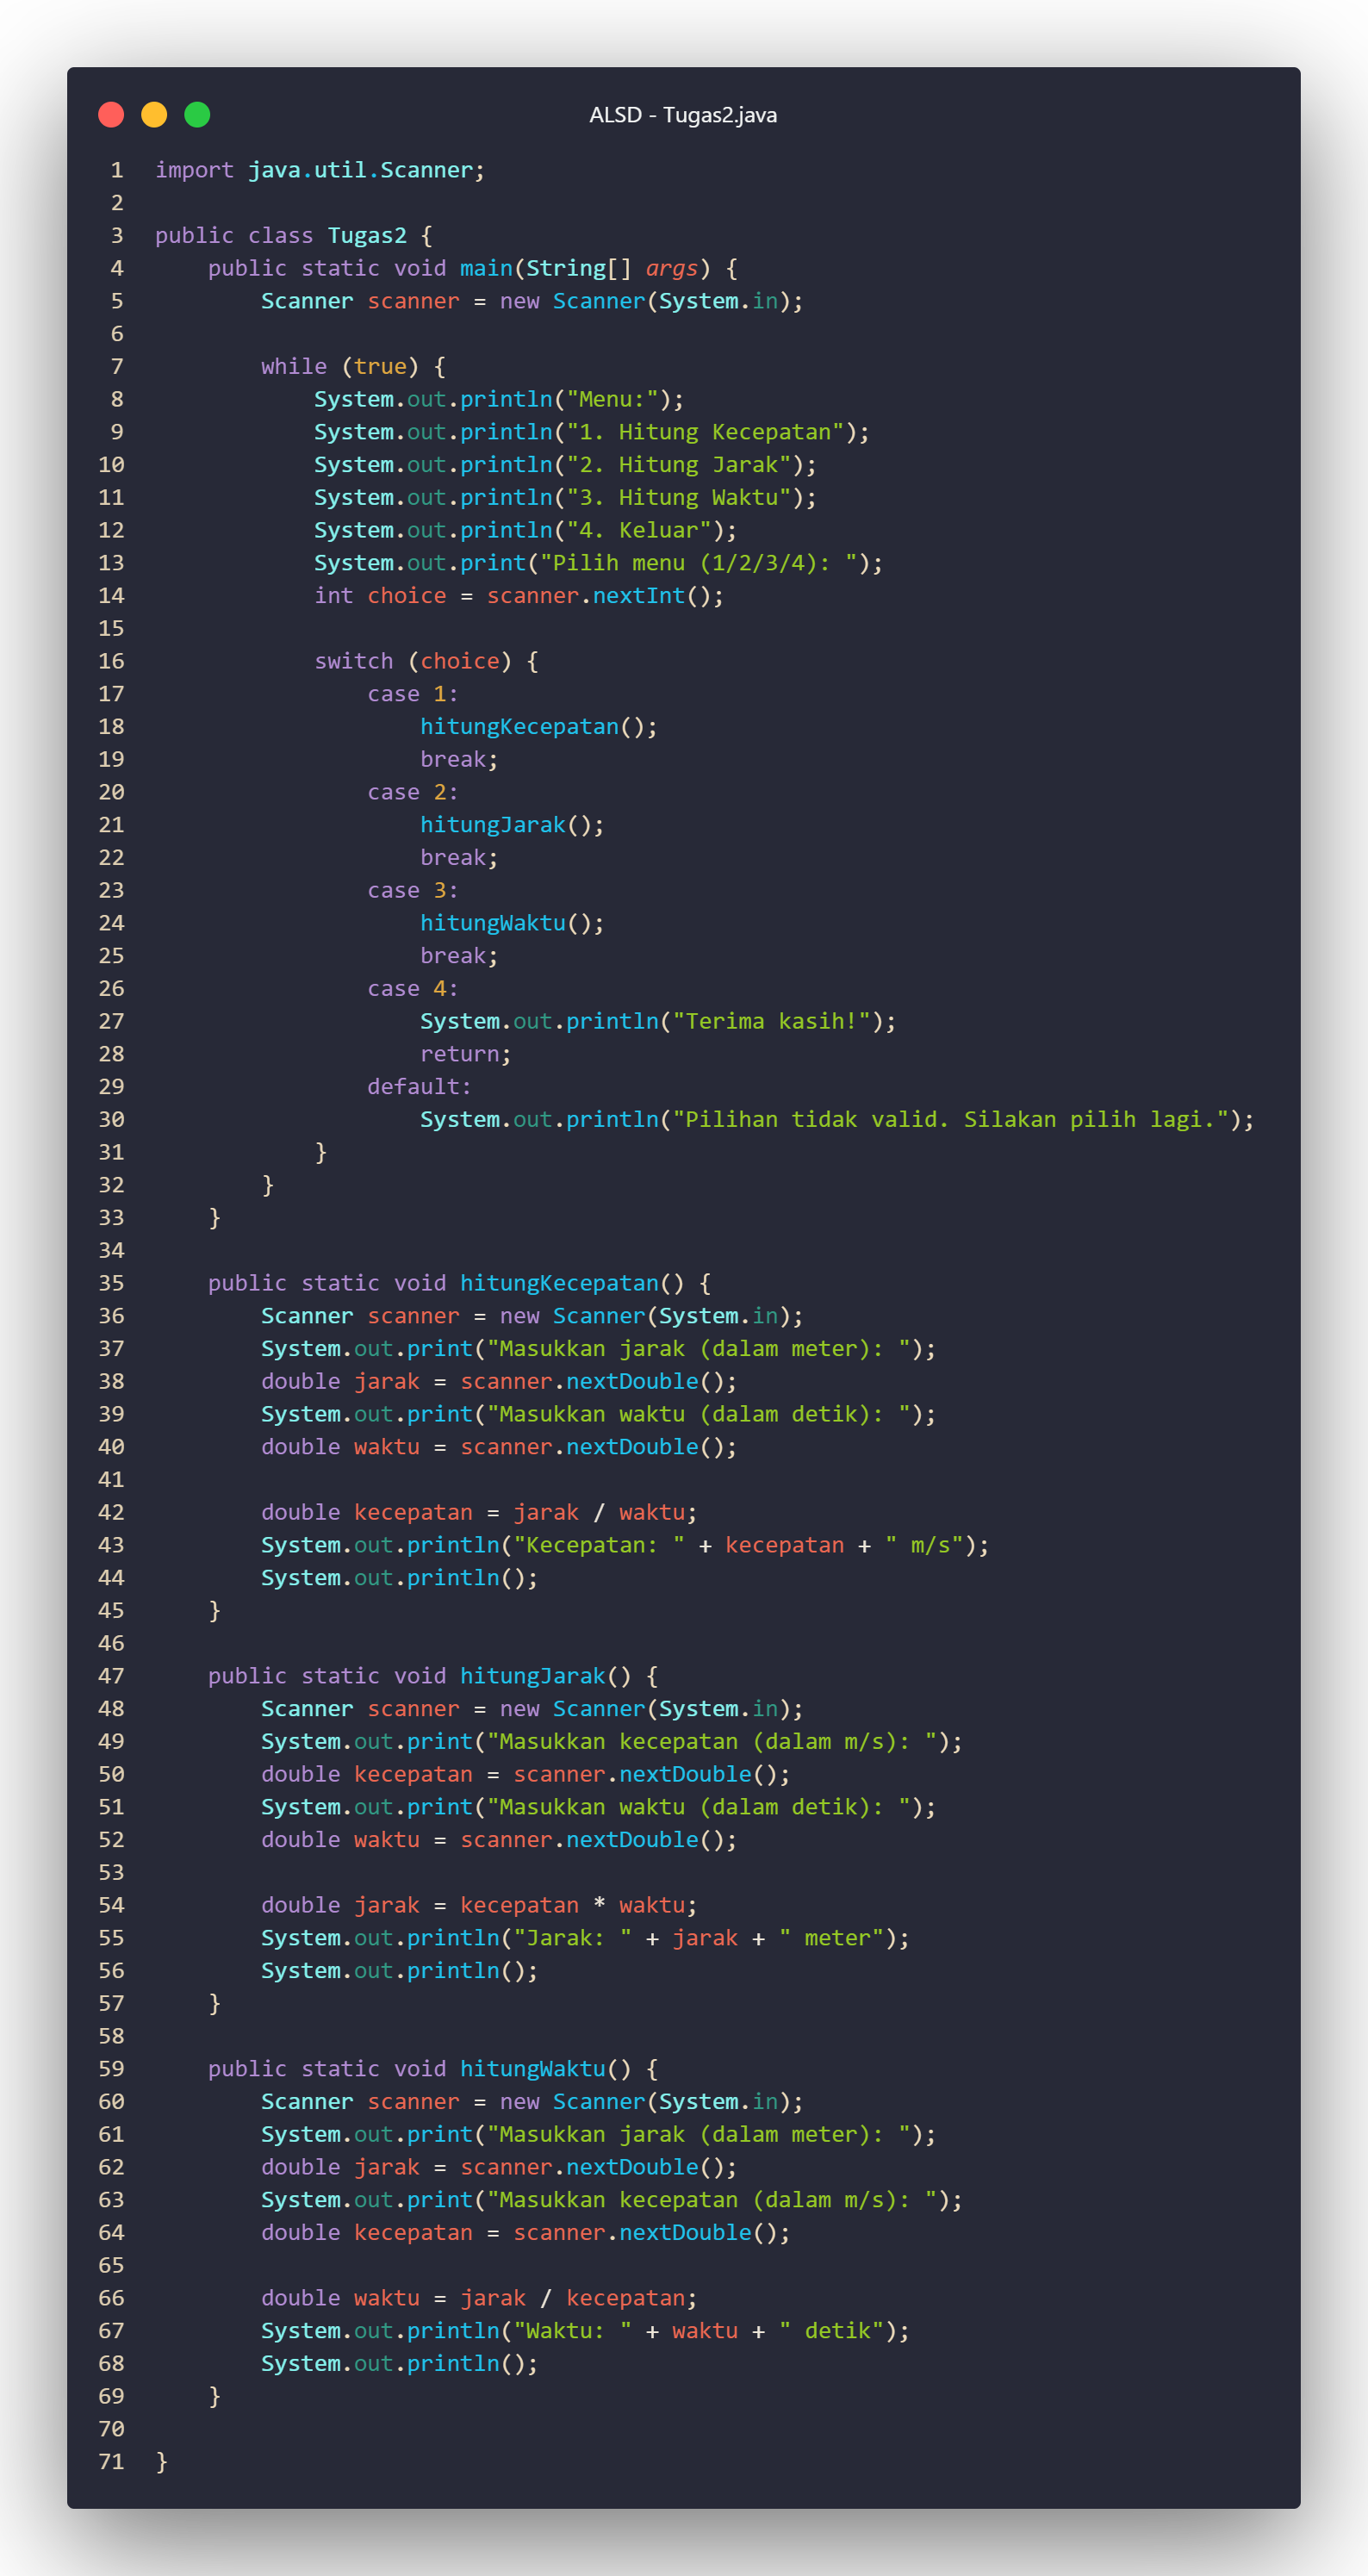 ALSD - Tugas2.java
1 import java.util.Scanner;
2
3 public class Tugas2 {
4     public static void main(String[] args) {
5         Scanner scanner = new Scanner(System.in);
6
7         while (true) {
8             System.out.println("Menu:");
9             System.out.println("1. Hitung Kecepatan");
10             System.out.println("2. Hitung Jarak");
11             System.out.println("3. Hitung Waktu");
12             System.out.println("4. Keluar");
13             System.out.print("Pilih menu (1/2/3/4): ");
14             int choice = scanner.nextInt();
15
16             switch (choice) {
17                 case 1:
18                     hitungKecepatan();
19                     break;
20                 case 2:
21                     hitungJarak();
22                     break;
23                 case 3:
24                     hitungWaktu();
25                     break;
26                 case 4:
27                     System.out.println("Terima kasih!");
28                     return;
29                 default:
30                     System.out.println("Pilihan tidak valid. Silakan pilih lagi.");
31             }
32         }
33     }
34
35     public static void hitungKecepatan() {
36         Scanner scanner = new Scanner(System.in);
37         System.out.print("Masukkan jarak (dalam meter): ");
38         double jarak = scanner.nextDouble();
39         System.out.print("Masukkan waktu (dalam detik): ");
40         double waktu = scanner.nextDouble();
41
42         double kecepatan = jarak / waktu;
43         System.out.println("Kecepatan: " + kecepatan + " m/s");
44         System.out.println();
45     }
46
47     public static void hitungJarak() {
48         Scanner scanner = new Scanner(System.in);
49         System.out.print("Masukkan kecepatan (dalam m/s): ");
50         double kecepatan = scanner.nextDouble();
51         System.out.print("Masukkan waktu (dalam detik): ");
52         double waktu = scanner.nextDouble();
53
54         double jarak = kecepatan * waktu;
55         System.out.println("Jarak: " + jarak + " meter");
56         System.out.println();
57     }
58
59     public static void hitungWaktu() {
60         Scanner scanner = new Scanner(System.in);
61         System.out.print("Masukkan jarak (dalam meter): ");
62         double jarak = scanner.nextDouble();
63         System.out.print("Masukkan kecepatan (dalam m/s): ");
64         double kecepatan = scanner.nextDouble();
65
66         double waktu = jarak / kecepatan;
67         System.out.println("Waktu: " + waktu + " detik");
68         System.out.println();
69     }
70
71 }